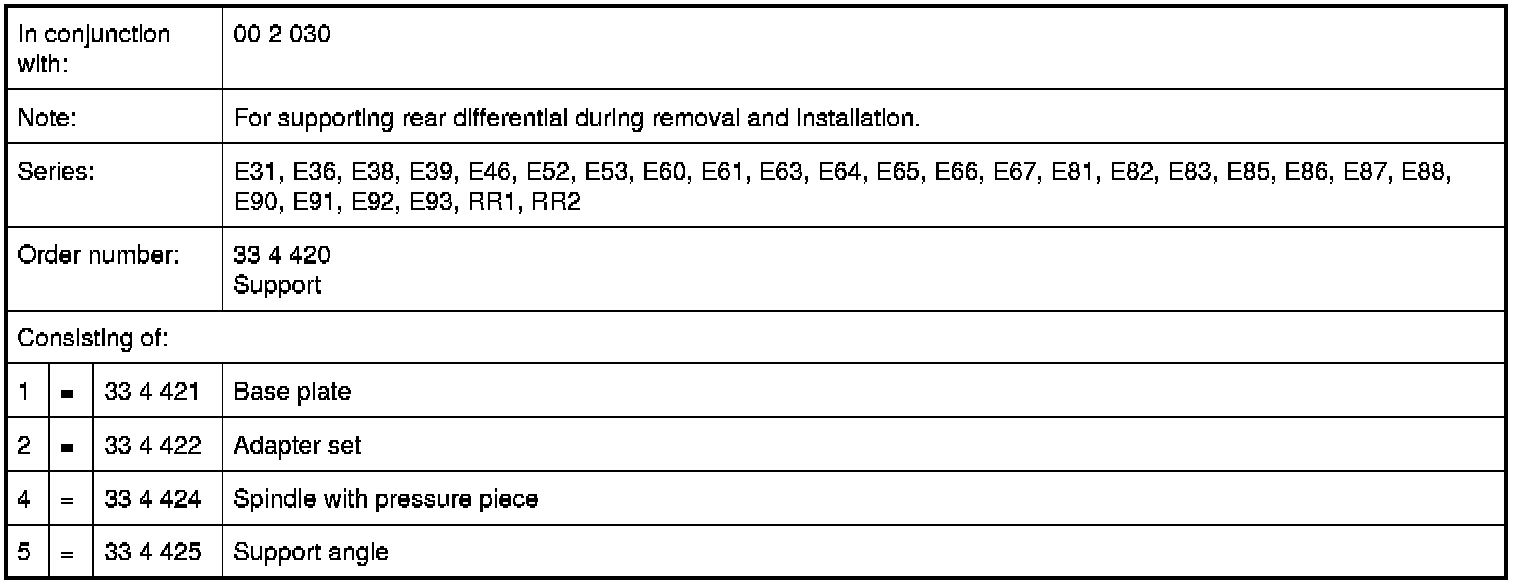 In conjunction with: 00 2 030
Note: For supporting rear differential during removal and installation.
Series: E31, E36, E38, E39, E46, E52, E53, E60, E61, E63, E64, E65, E66, E67, E81, E82, E83, E85, E86, E87, E88,
E90, E91, E92, E93, RR1, RR2
Order number: 33 4 420
Support
Consisting of:
1 = 33 4 421 Base plate
2 = 33 4 422 Adapter set
4 = 33 4 424 Spindle with pressure piece
5 = 33 4 425 Support angle